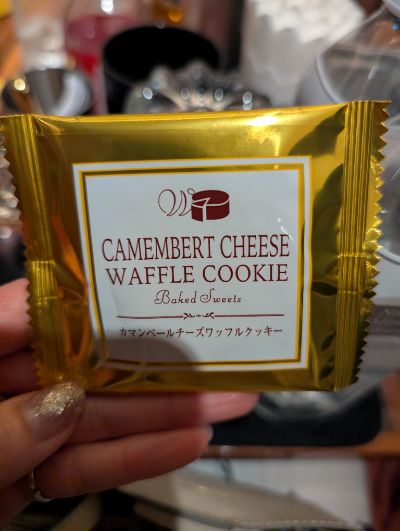 CAMEMBERT CHEESE
WAFFLE COOKIE
Baked Sweets
カマンベールチーズワッフルクッキー